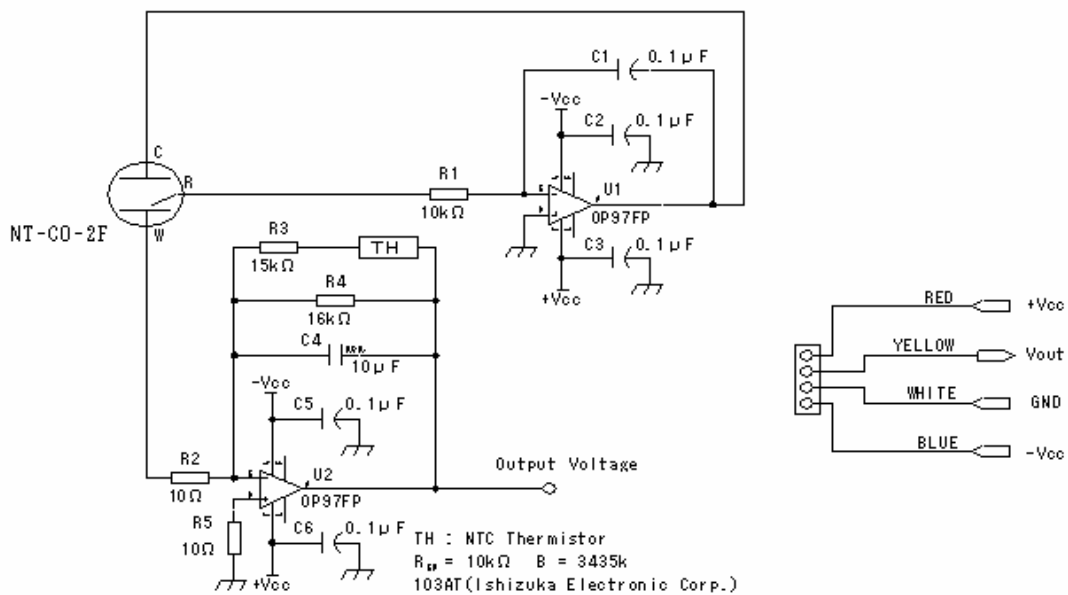 C1
0.1μF
-Vcc
C2
0.1μF
C
R
R1
10kΩ
U1
OP97FP
NT-CO-2F
W
R3
15kΩ
TH
C3
0.1μF
+Vcc
R4
16kΩ
C4
10μF
RED
+Vcc
YELLOW
Vout
WHITE
GND
BLUE
-Vcc
-Vcc
C5
0.1μF
R2
10Ω
U2
OP97FP
Output Voltage
R5
10Ω
C6
0.1μF
+Vcc
TH : NTC Thermistor
= 10kΩ B = 3435k
103AT(Ishizuka Electronic Corp.)